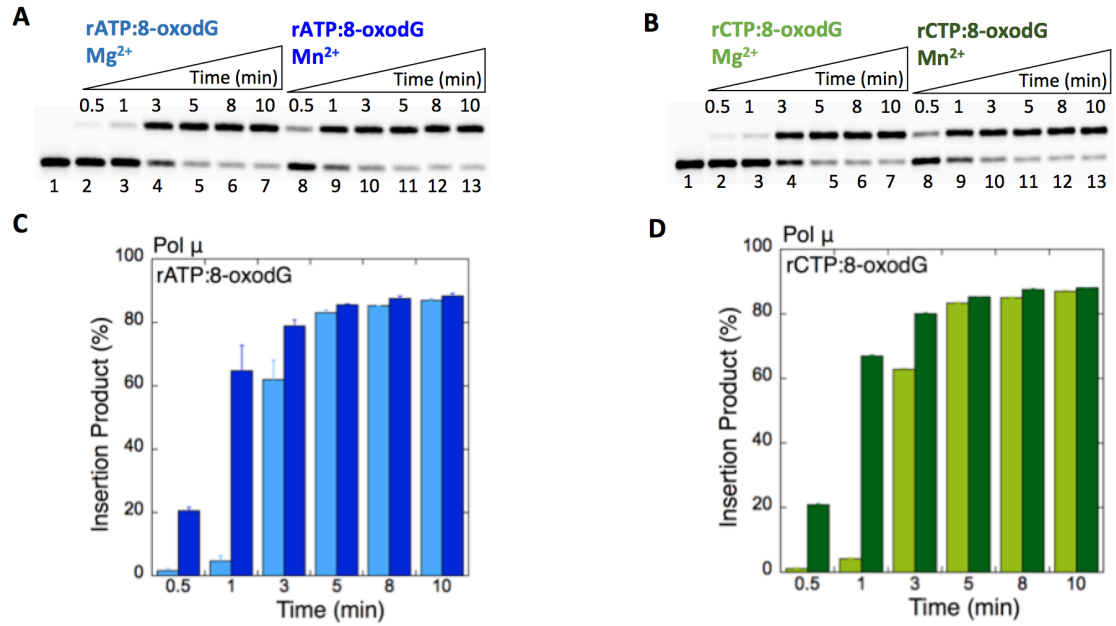 A
rATP:8-oxodG rATP:8-oxodG
Mg2+ Mn2+
Time (min) Time (min)
0.5 1 3 5 8 10 0.5 1 3 5 8 10
1 2 3 4 5 6 7 8 9 10 11 12 13
B
rCTP:8-oxodG rCTP:8-oxodG
Mg2+ Mn2+
Time (min) Time (min)
0.5 1 3 5 8 10 0.5 1 3 5 8 10
1 2 3 4 5 6 7 8 9 10 11 12 13
C
Pol μ
rATP:8-oxodG
Insertion Product (%)
100
80
60
40
20
0
0.5 1 3 5 8 10
Time (min)
D
Pol μ
rCTP:8-oxodG
Insertion Product (%)
100
80
60
40
20
0
0.5 1 3 5 8 10
Time (min)